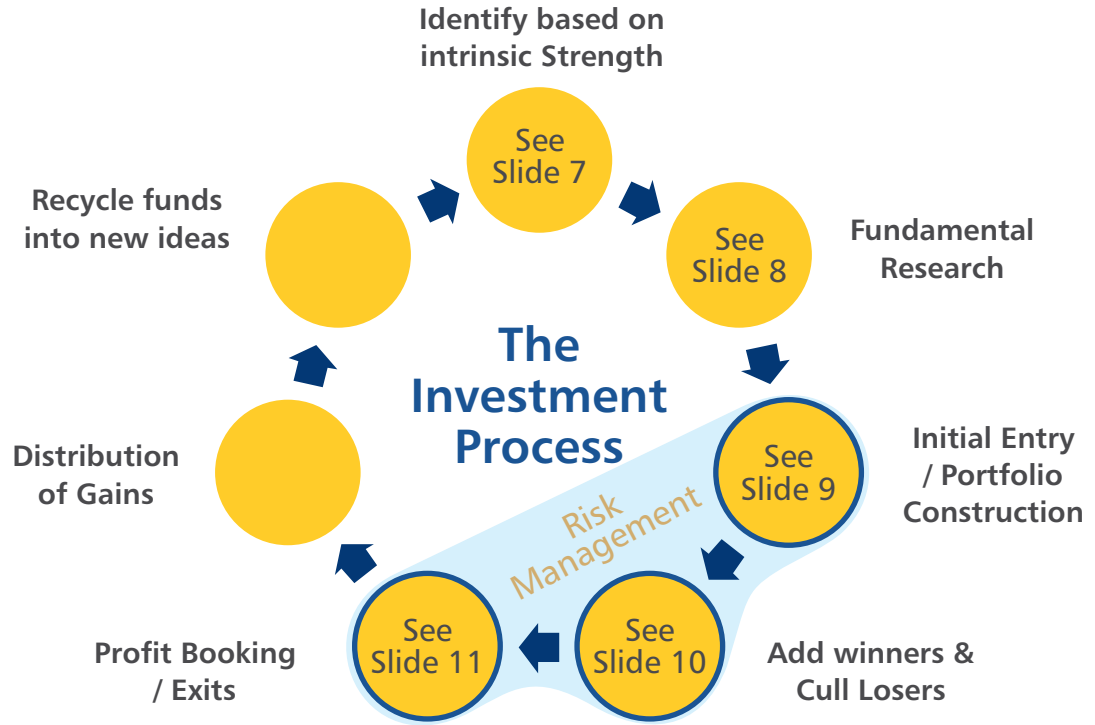 Identify based on
intrinsic Strength
See
Slide 7
Fundamental
Research
See
Slide 8
Initial Entry
/ Portfolio
Construction
See
Slide 9
Add winners &
Cull Losers
See
Slide 10
Profit Booking
/ Exits
See
Slide 11
Distribution
of Gains
Recycle funds
into new ideas
The
Investment
Process
Risk
Management